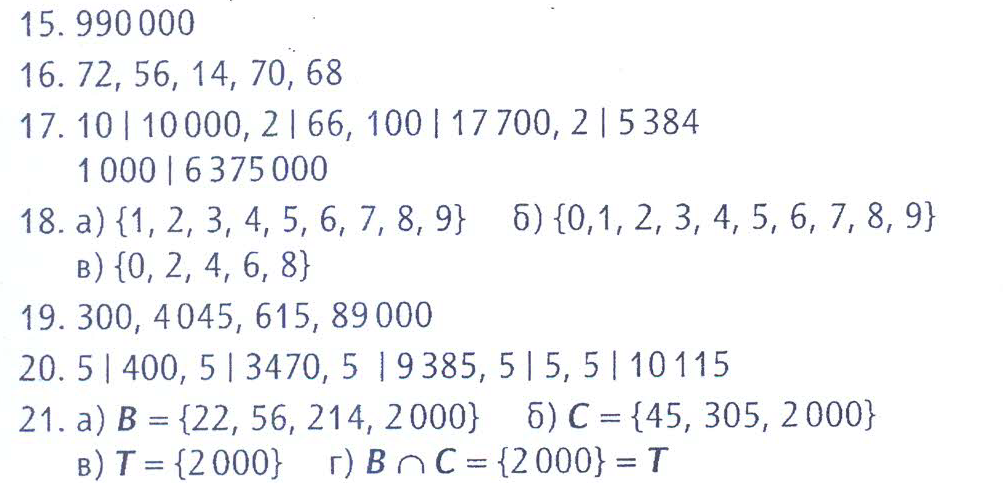 15. 990 000
16. 72, 56, 14, 70, 68
17. 10 | 10 000, 2 | 66, 100 | 17 700, 2 | 5 384
1 000 | 6 375 000
18. а) {1, 2, 3, 4, 5, 6, 7, 8, 9} б) {0,1, 2, 3, 4, 5, 6, 7, 8, 9}
в) {0, 2, 4, 6, 8}
19. 300, 4 045, 615, 89 000
20. 5 | 400, 5 | 3470, 5 | 9 385, 5 | 5, 5 | 10 115
21. а) B = {22, 56, 214, 2 000} б) C = {45, 305, 2 000}
в) T = {2 000} г) B ∩ C = {2 000} = T